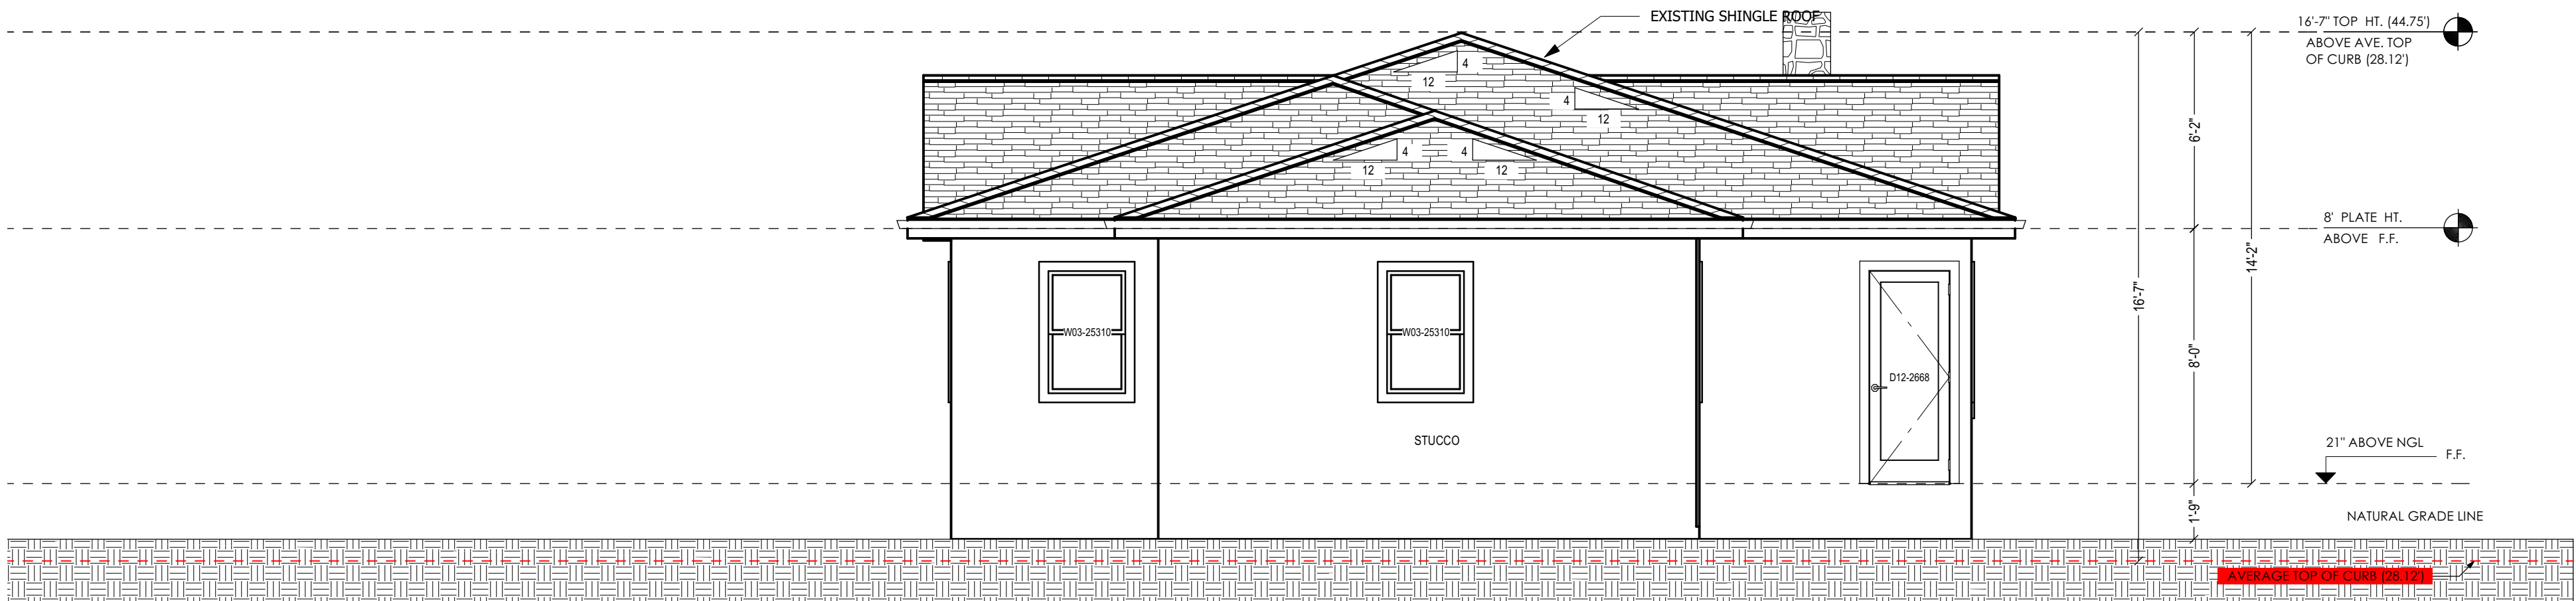 EXISTING SHINGLE ROOF
16'-7" TOP HT. (44.75')
ABOVE AVE. TOP
OF CURB (28.12')
4
12
4
12
4
12
4
12
6'-2"
8' PLATE HT.
ABOVE F.F.
14'-2"
16'-7"
8'-0"
W03-25310
W03-25310
D12-2668
STUCCO
21" ABOVE NGL
F.F.
1'-9"
NATURAL GRADE LINE
AVERAGE TOP OF CURB (28.12')